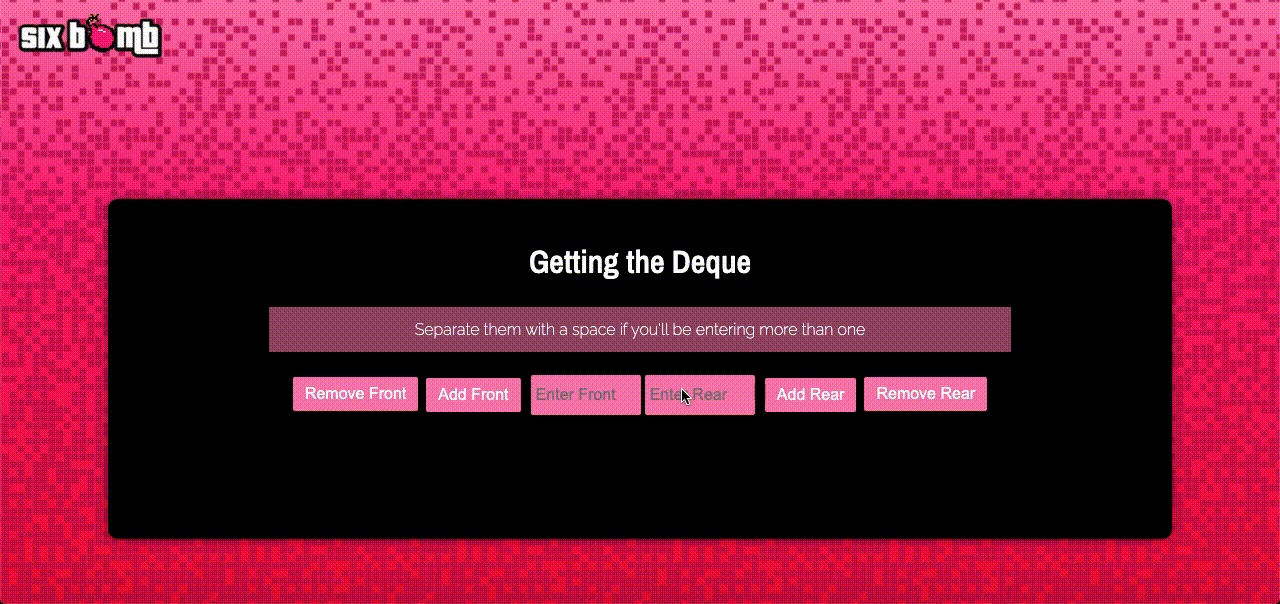 six bomb
Getting the Deque
Separate them with a space if you'll be entering more than one
Remove Front Add Front Enter Front Enter Rear Add Rear Remove Rear